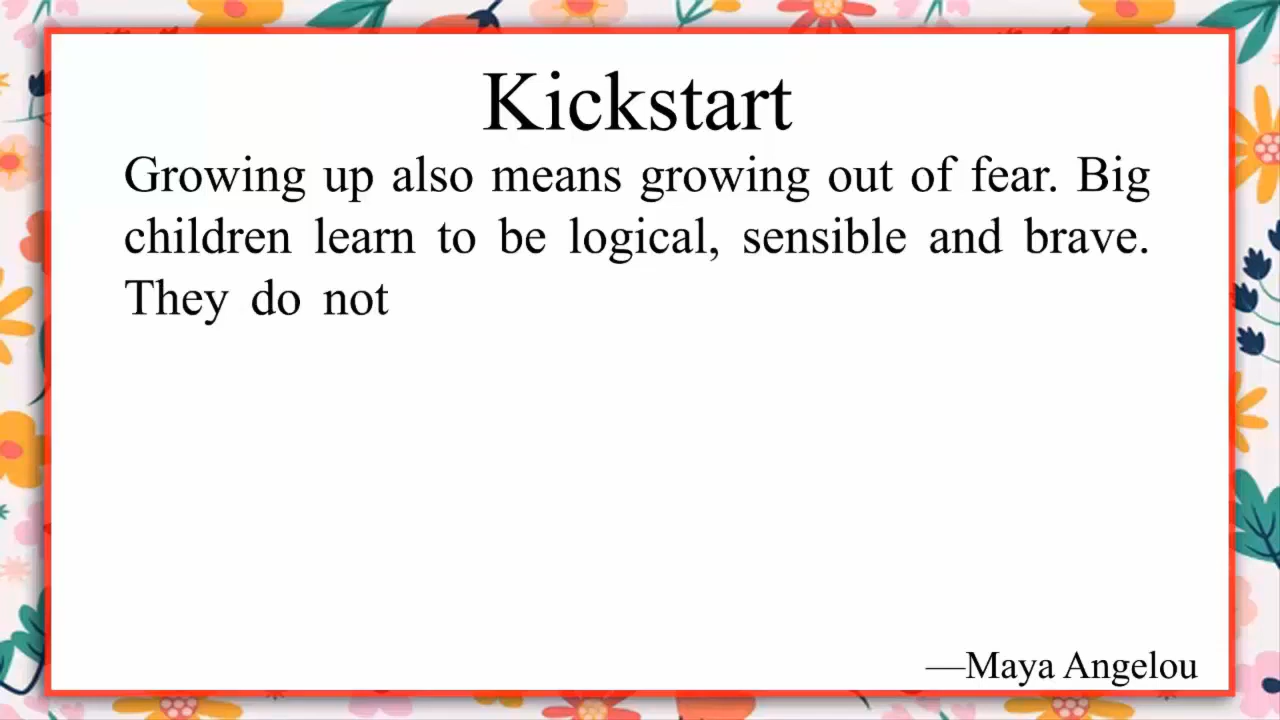 Kickstart
Growing up also means growing out of fear. Big
children learn to be logical, sensible and brave.
They do not
—Maya Angelou